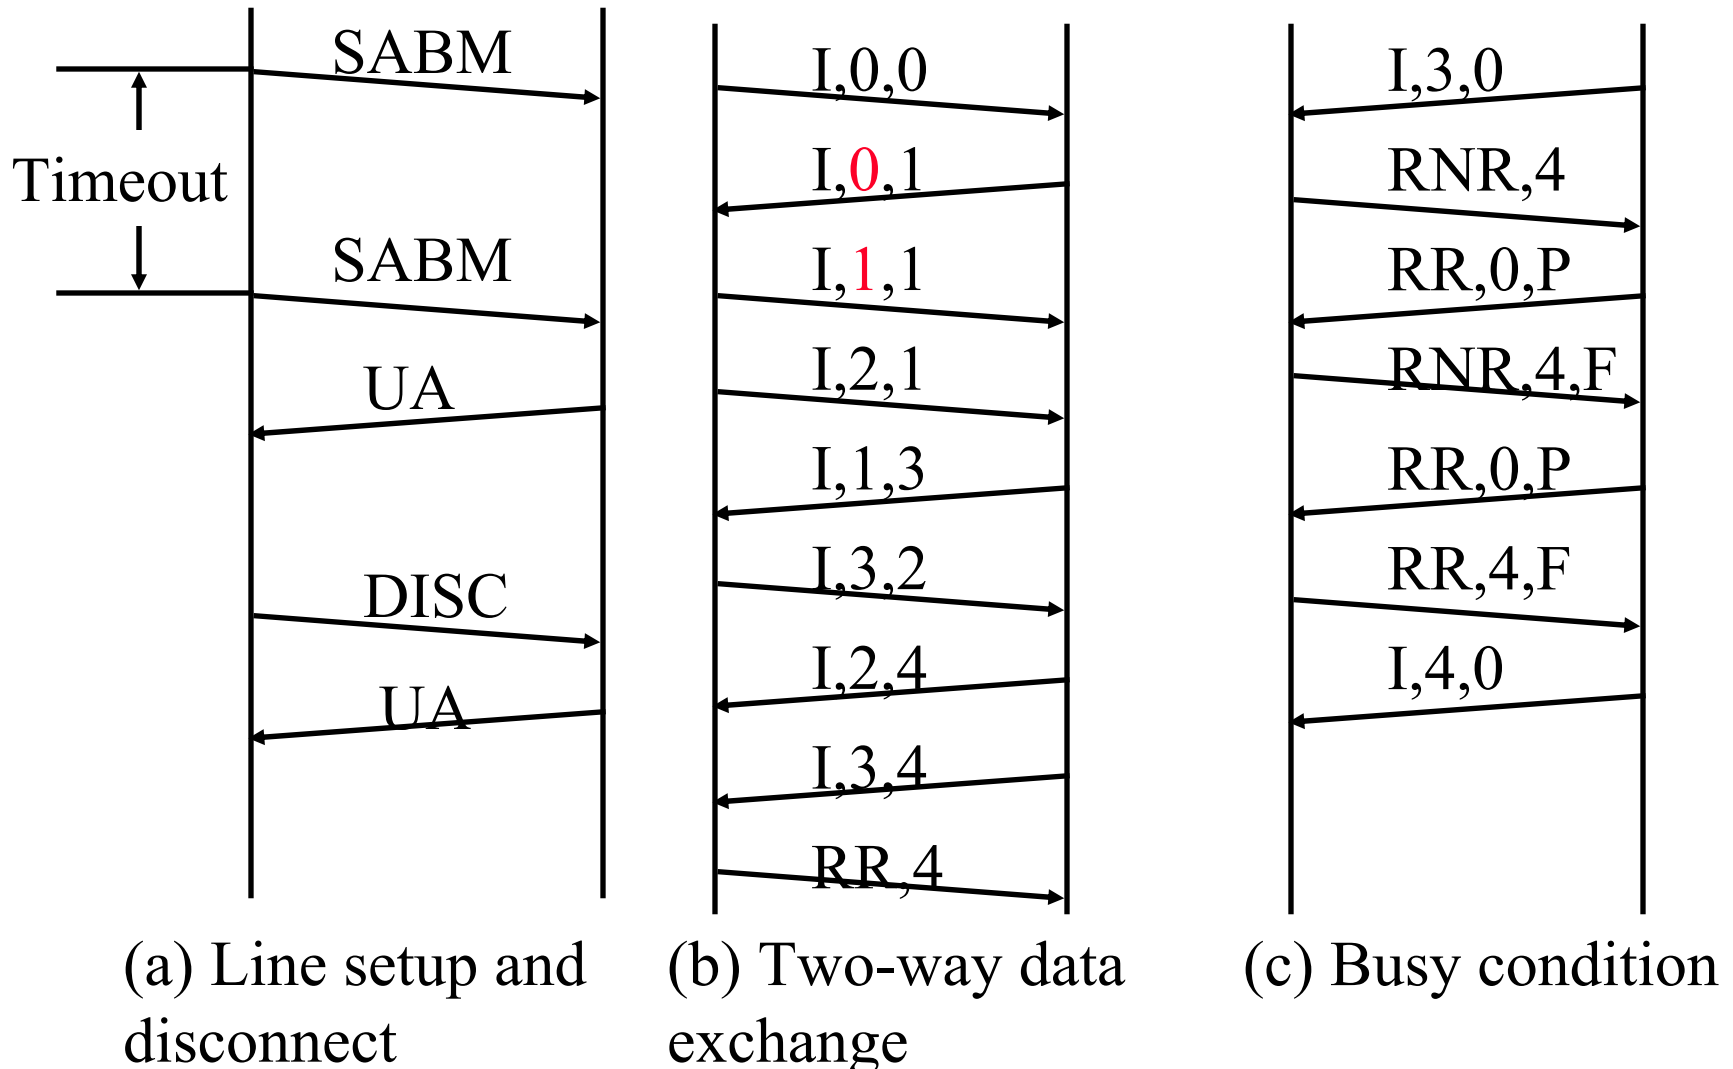 SABM
Timeout
SABM
UA
DISC
UA
(a) Line setup and
disconnect
I,0,0
I,0,1
I,1,1
I,2,1
I,1,3
I,3,2
I,2,4
I,3,4
RR,4
(b) Two-way data
exchange
I,3,0
RNR,4
RR,0,P
RNR,4,F
RR,0,P
RR,4,F
I,4,0
(c) Busy condition